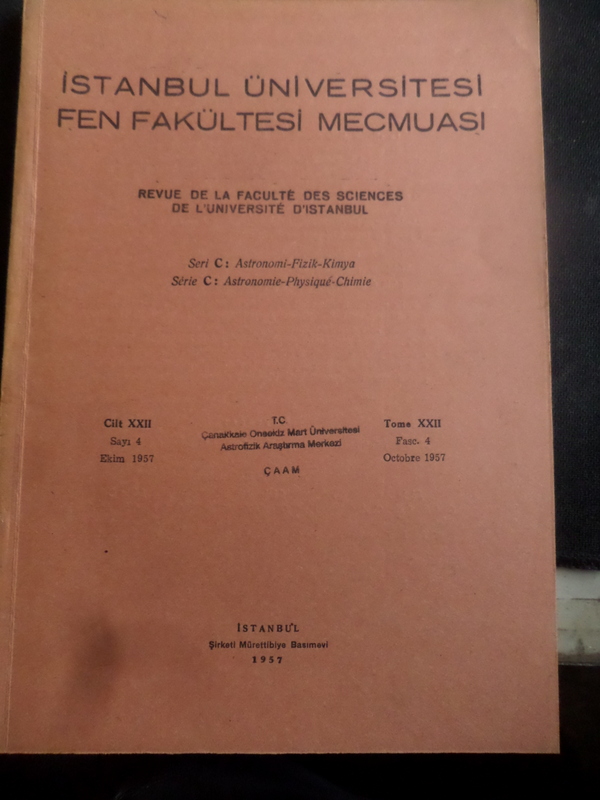 İSTANBUL ÜNİVERSİTESİ
FEN FAKÜLTESİ MECMUASI
REVUE DE LA FACULTÉ DES SCIENCES
DE L'UNIVERSITÉ D'ISTANBUL
Seri C: Astronomi-Fizik-Kimya
Série C: Astronomie-Physiqué-Chimie
Cilt XXII
Sayı 4
Ekim 1957
T.C.
Çanakkale Onsekiz Mart Üniversitesi
Astrofizik Araştırma Merkezi
ÇAAM
Tome XXII
Fasc. 4
Octobre 1957
İSTANBUL
Şirketi Mürettibiye Basımevi
1957